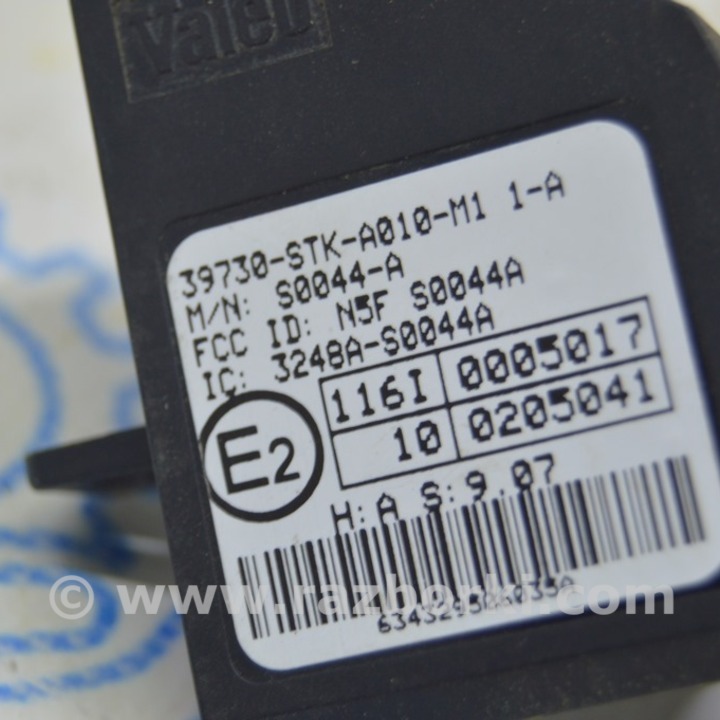 Valeo
39730-STK-A010-M1 1-A
M/N: S0044-A
FCC ID: N5F S0044A
IC: 3248A-S0044A
116I 0005017
E2 10 0205041
H:A S:9.07
© www.razborki.com